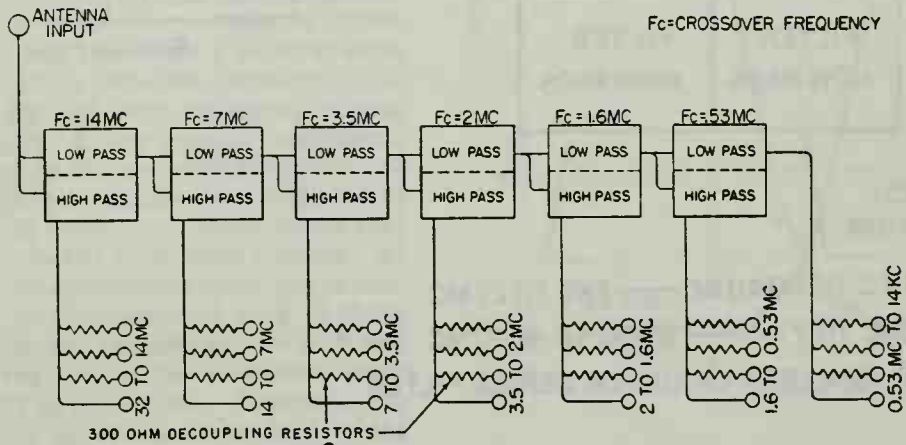 ANTENNA
INPUT
Fc=CROSSOVER FREQUENCY
Fc=14MC
Fc=7MC
Fc=3.5MC
Fc=2MC
Fc=1.6MC
Fc=.53MC
LOW PASS
LOW PASS
LOW PASS
LOW PASS
LOW PASS
LOW PASS
HIGH PASS
HIGH PASS
HIGH PASS
HIGH PASS
HIGH PASS
HIGH PASS
32 TO 14MC
14 TO 7MC
7 TO 3.5MC
3.5 TO 2MC
2 TO 1.6MC
1.6 TO 0.53MC
0.53 MC TO 14KC
300 OHM DECOUPLING RESISTORS